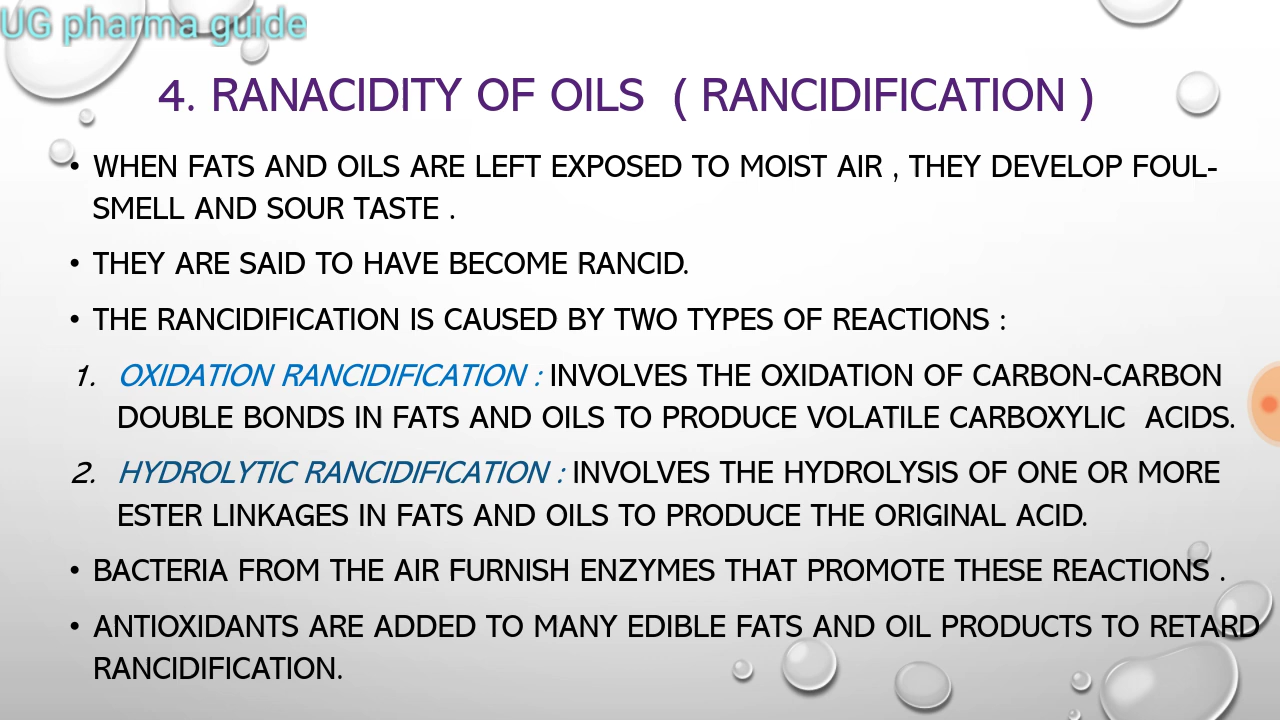 UG pharma guide
4. RANACIDITY OF OILS ( RANCIDIFICATION )
• WHEN FATS AND OILS ARE LEFT EXPOSED TO MOIST AIR , THEY DEVELOP FOUL-
SMELL AND SOUR TASTE .
• THEY ARE SAID TO HAVE BECOME RANCID.
• THE RANCIDIFICATION IS CAUSED BY TWO TYPES OF REACTIONS :
1. OXIDATION RANCIDIFICATION : INVOLVES THE OXIDATION OF CARBON-CARBON
DOUBLE BONDS IN FATS AND OILS TO PRODUCE VOLATILE CARBOXYLIC ACIDS.
2. HYDROLYTIC RANCIDIFICATION : INVOLVES THE HYDROLYSIS OF ONE OR MORE
ESTER LINKAGES IN FATS AND OILS TO PRODUCE THE ORIGINAL ACID.
• BACTERIA FROM THE AIR FURNISH ENZYMES THAT PROMOTE THESE REACTIONS .
• ANTIOXIDANTS ARE ADDED TO MANY EDIBLE FATS AND OIL PRODUCTS TO RETARD
RANCIDIFICATION.